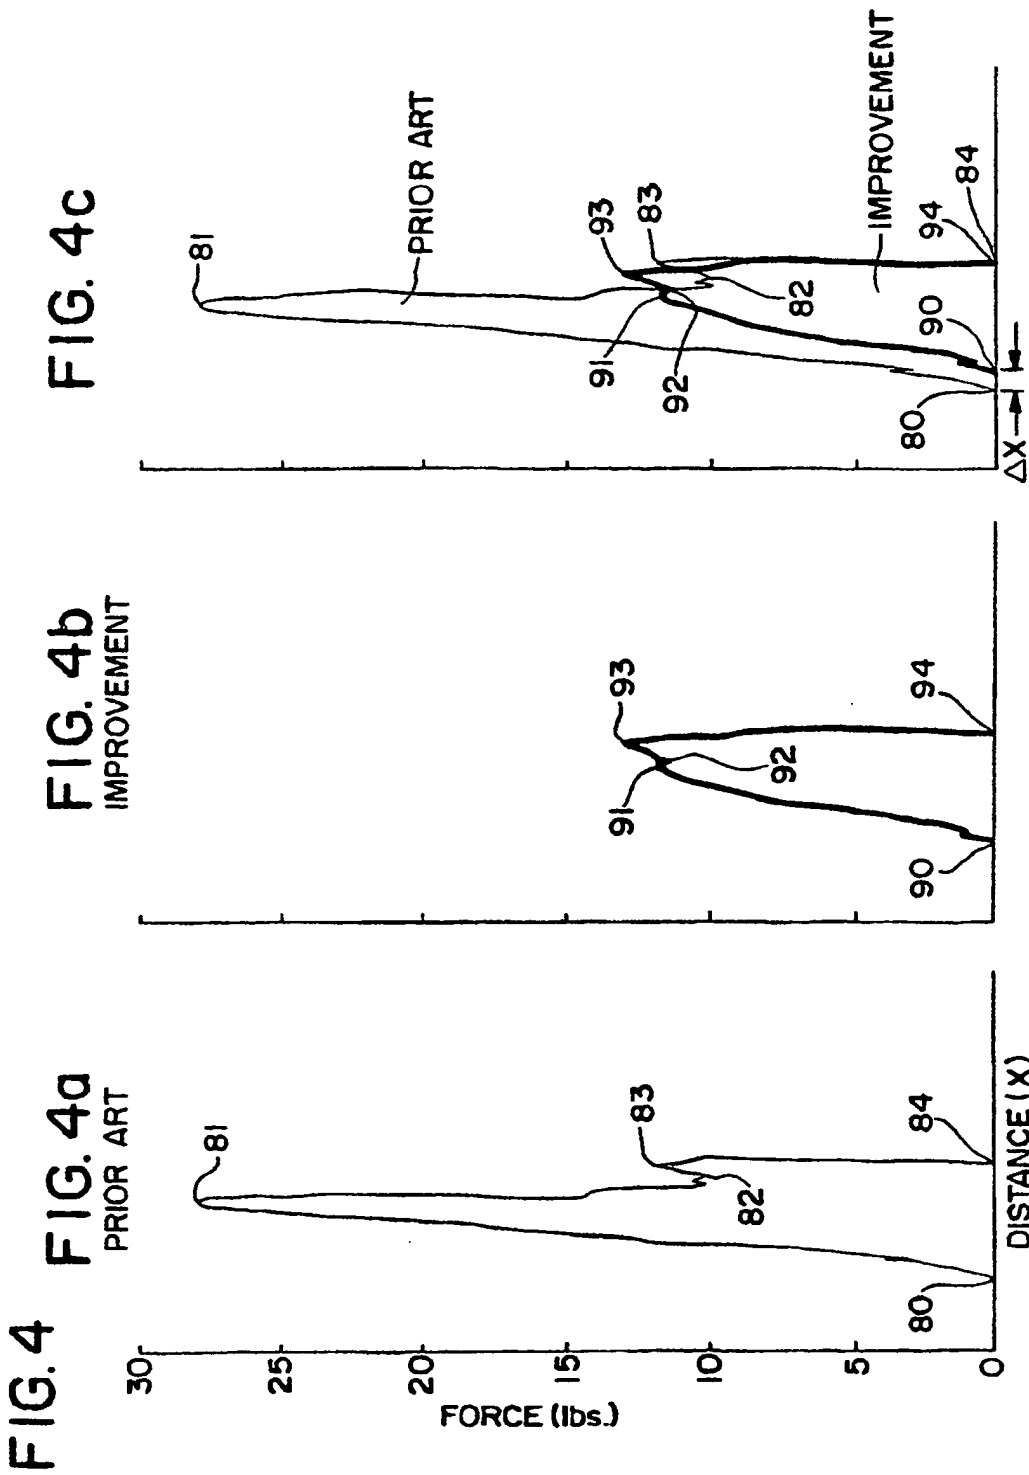 FIG. 4
FIG. 4a
PRIOR ART
FORCE (lbs.)
30
25
20
15
10
5
0
81
83
82
80
84
DISTANCE (X)
FIG. 4b
IMPROVEMENT
93
91
92
90
94
FIG. 4c
81
PRIOR ART
93
83
91
92
82
IMPROVEMENT
80
90
94
84
ΔX